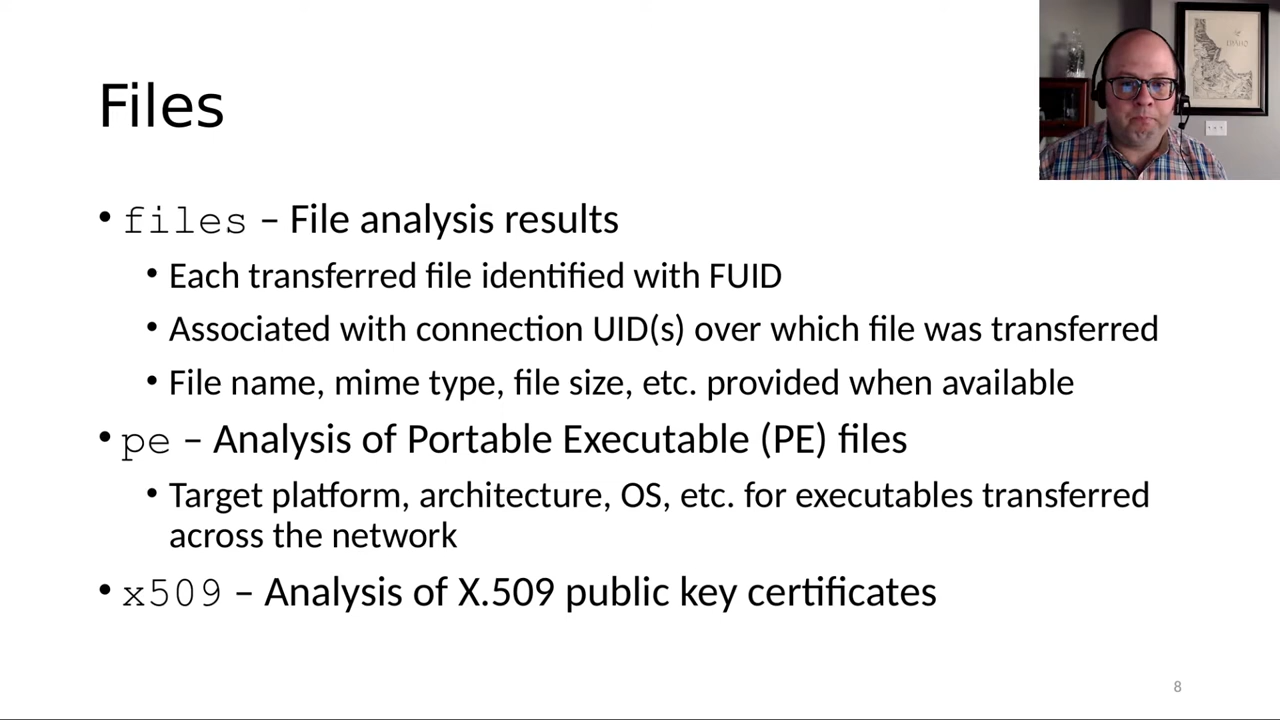 Files
• files – File analysis results
• Each transferred file identified with FUID
• Associated with connection UID(s) over which file was transferred
• File name, mime type, file size, etc. provided when available
• pe – Analysis of Portable Executable (PE) files
• Target platform, architecture, OS, etc. for executables transferred
across the network
• x509 – Analysis of X.509 public key certificates
8